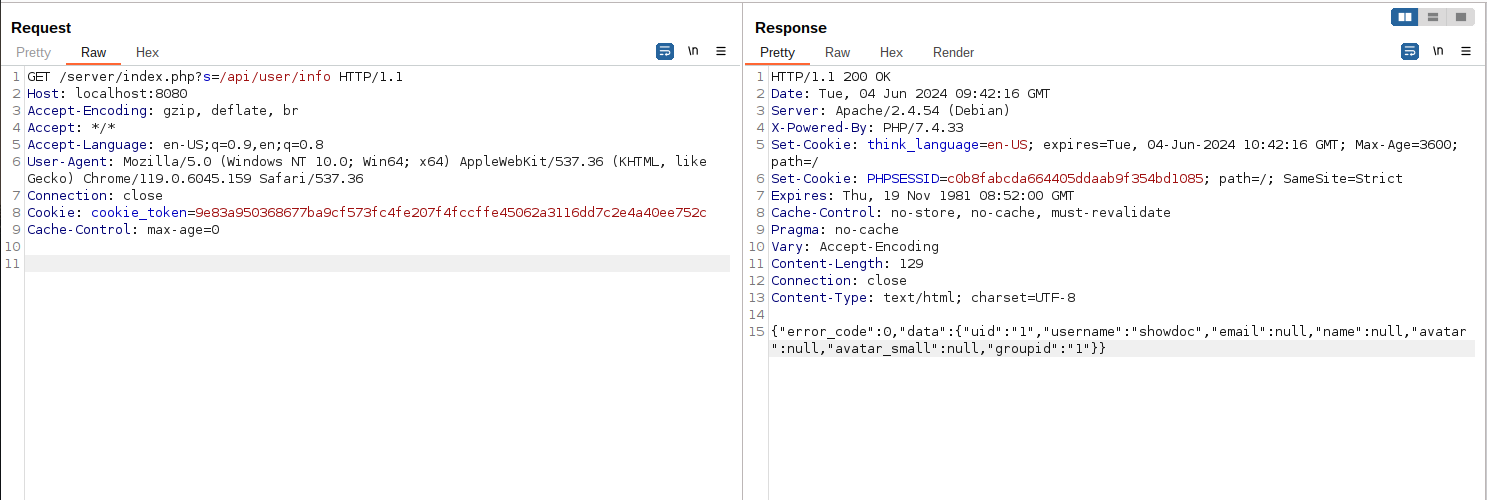 Request
Pretty Raw Hex
\n
1 GET /server/index.php?s=/api/user/info HTTP/1.1
2 Host: localhost:8080
3 Accept-Encoding: gzip, deflate, br
4 Accept: */*
5 Accept-Language: en-US;q=0.9,en;q=0.8
6 User-Agent: Mozilla/5.0 (Windows NT 10.0; Win64; x64) AppleWebKit/537.36 (KHTML, like
Gecko) Chrome/119.0.6045.159 Safari/537.36
7 Connection: close
8 Cookie: cookie_token=9e83a950368677ba9cf573fc4fe207f4fccffe45062a3116dd7c2e4a40ee752c
9 Cache-Control: max-age=0
10
11
Response
Pretty Raw Hex Render
\n
1 HTTP/1.1 200 OK
2 Date: Tue, 04 Jun 2024 09:42:16 GMT
3 Server: Apache/2.4.54 (Debian)
4 X-Powered-By: PHP/7.4.33
5 Set-Cookie: think_language=en-US; expires=Tue, 04-Jun-2024 10:42:16 GMT; Max-Age=3600;
path=/
6 Set-Cookie: PHPSESSID=c0b8fabcda664405ddaab9f354bd1085; path=/; SameSite=Strict
7 Expires: Thu, 19 Nov 1981 08:52:00 GMT
8 Cache-Control: no-store, no-cache, must-revalidate
9 Pragma: no-cache
10 Vary: Accept-Encoding
11 Content-Length: 129
12 Connection: close
13 Content-Type: text/html; charset=UTF-8
14
15 {"error_code":0,"data":{"uid":"1","username":"showdoc","email":null,"name":null,"avatar
":null,"avatar_small":null,"groupid":"1"}}